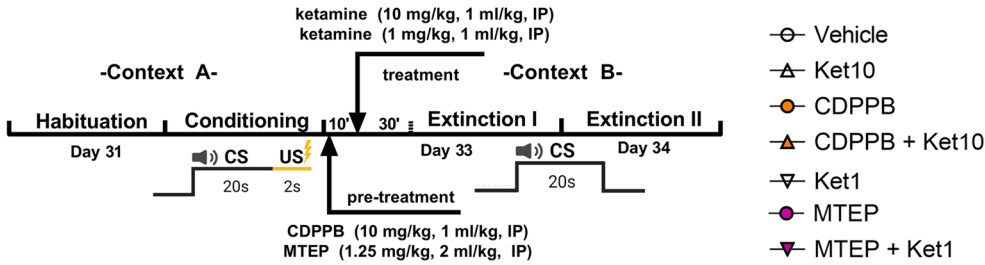 ketamine (10 mg/kg, 1 ml/kg, IP)
ketamine (1 mg/kg, 1 ml/kg, IP)
-Context A-
treatment
-Context B-
Habituation
Conditioning
10'
30'
Extinction I
Extinction II
Day 31
CS
US
Day 33
CS
Day 34
20s
2s
20s
pre-treatment
CDPPB (10 mg/kg, 1 ml/kg, IP)
MTEP (1.25 mg/kg, 2 ml/kg, IP)
Vehicle
Ket10
CDPPB
CDPPB + Ket10
Ket1
MTEP
MTEP + Ket1